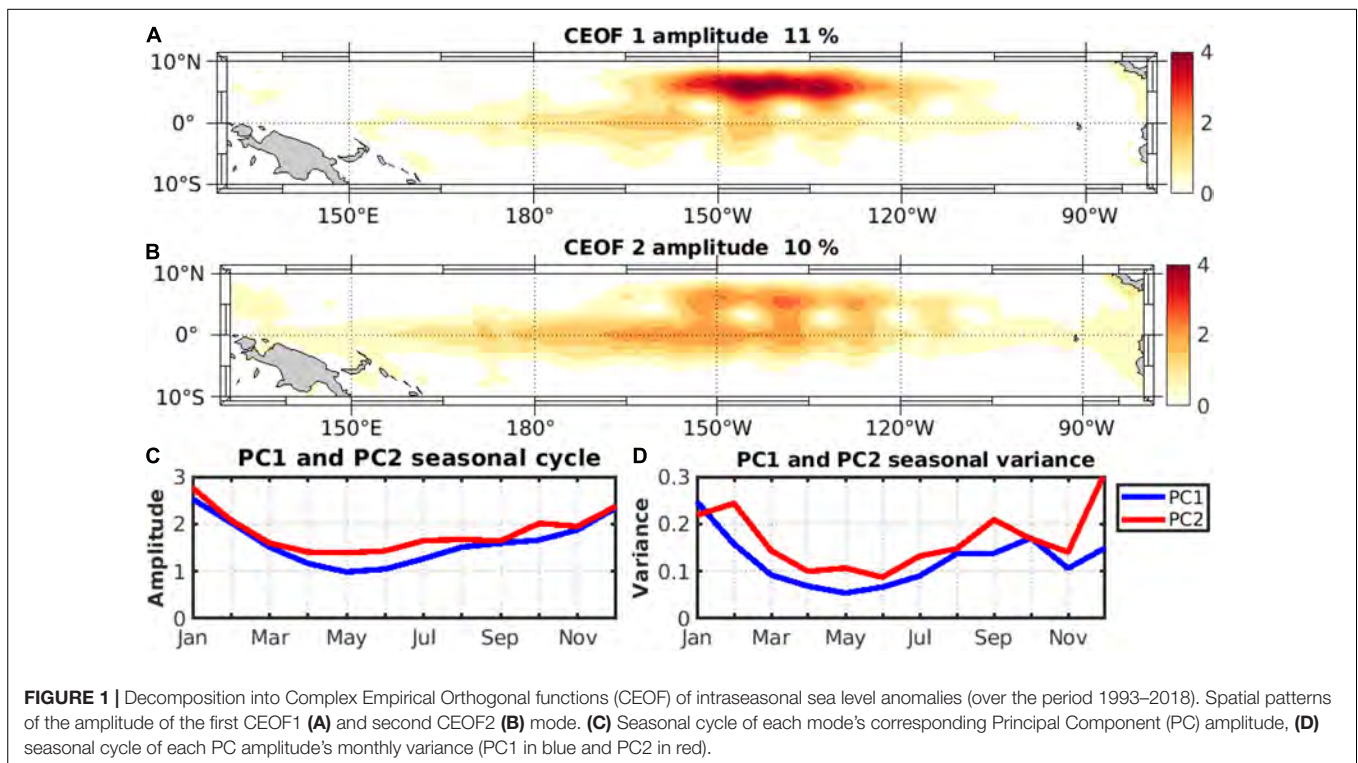 A
CEOF 1 amplitude 11 %
10°N
0°
10°S
150°E 180° 150°W 120°W 90°W
4
2
0
B
CEOF 2 amplitude 10 %
10°N
0°
10°S
150°E 180° 150°W 120°W 90°W
4
2
0
C
PC1 and PC2 seasonal cycle
Amplitude
3
2
1
0
Jan Mar May Jul Sep Nov
D
PC1 and PC2 seasonal variance
Variance
0.3
0.2
0.1
0
Jan Mar May Jul Sep Nov
PC1
PC2
FIGURE 1 | Decomposition into Complex Empirical Orthogonal functions (CEOF) of intraseasonal sea level anomalies (over the period 1993–2018). Spatial patterns
of the amplitude of the first CEOF1 (A) and second CEOF2 (B) mode. (C) Seasonal cycle of each mode's corresponding Principal Component (PC) amplitude, (D)
seasonal cycle of each PC amplitude's monthly variance (PC1 in blue and PC2 in red).